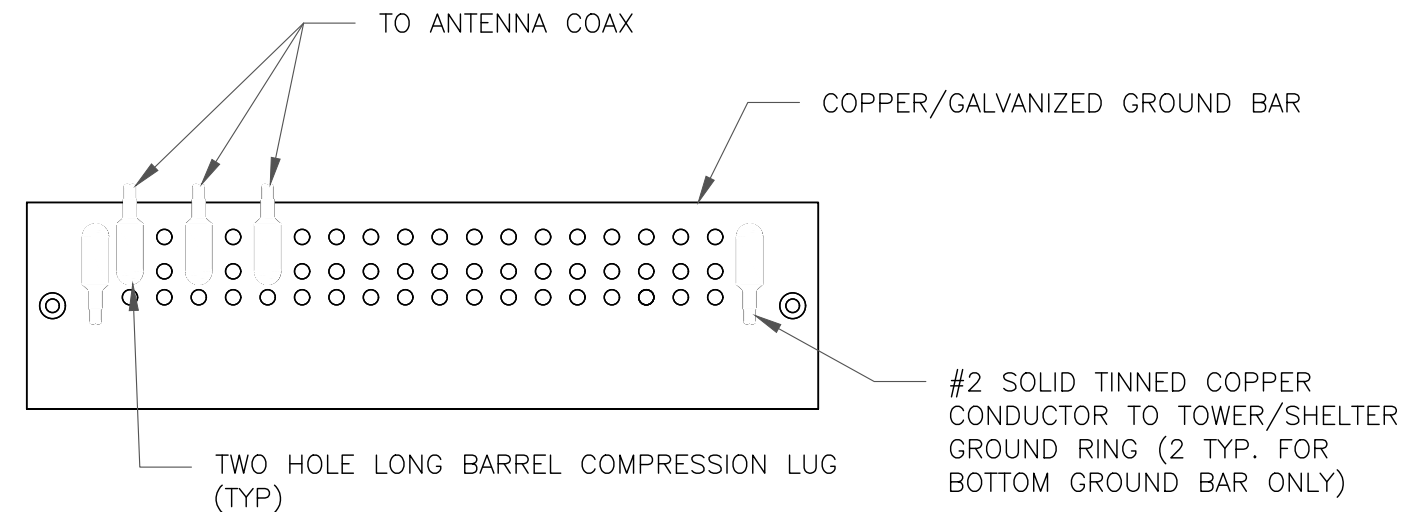 TO ANTENNA COAX
COPPER/GALVANIZED GROUND BAR
#2 SOLID TINNED COPPER
CONDUCTOR TO TOWER/SHELTER
GROUND RING (2 TYP. FOR
BOTTOM GROUND BAR ONLY)
TWO HOLE LONG BARREL COMPRESSION LUG
(TYP)